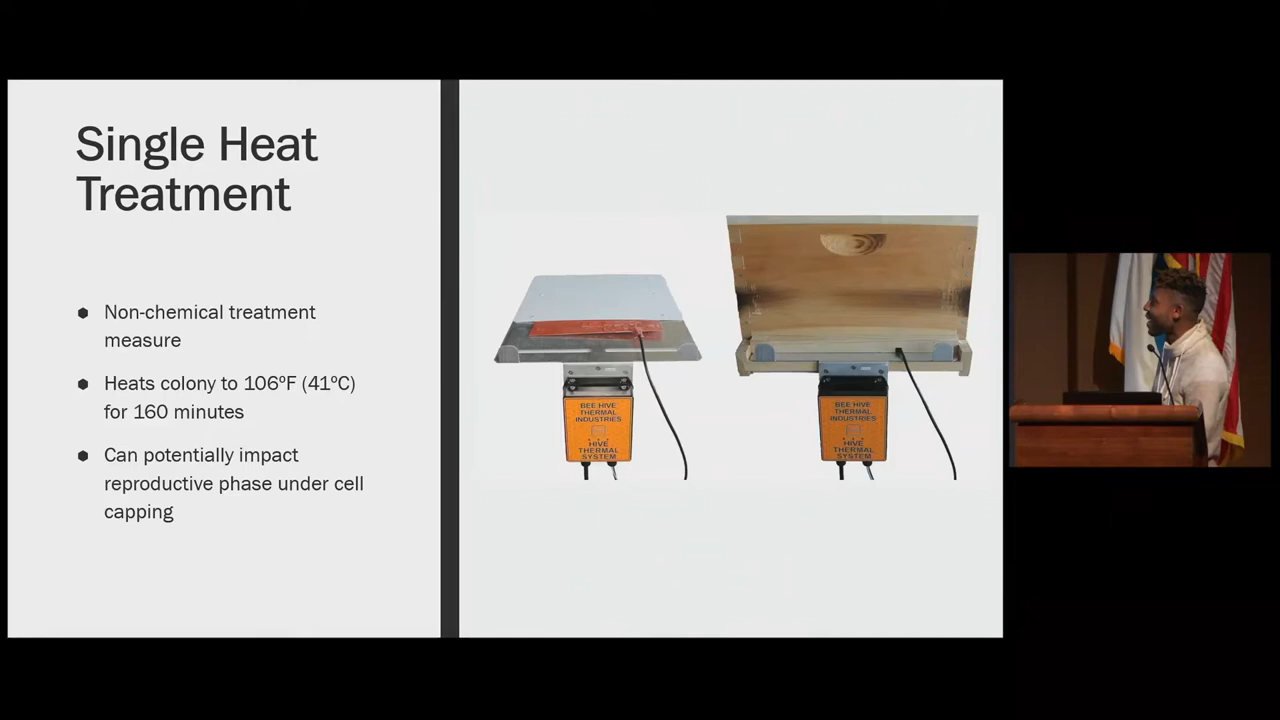 Single Heat
Treatment
Non-chemical treatment
measure
Heats colony to 106ºF (41ºC)
for 160 minutes
Can potentially impact
reproductive phase under cell
capping
BEE HIVE
THERMAL
INDUSTRIES
HIVE
THERMAL
SYSTEM
BEE HIVE
THERMAL
INDUSTRIES
HIVE
THERMAL
SYSTEM